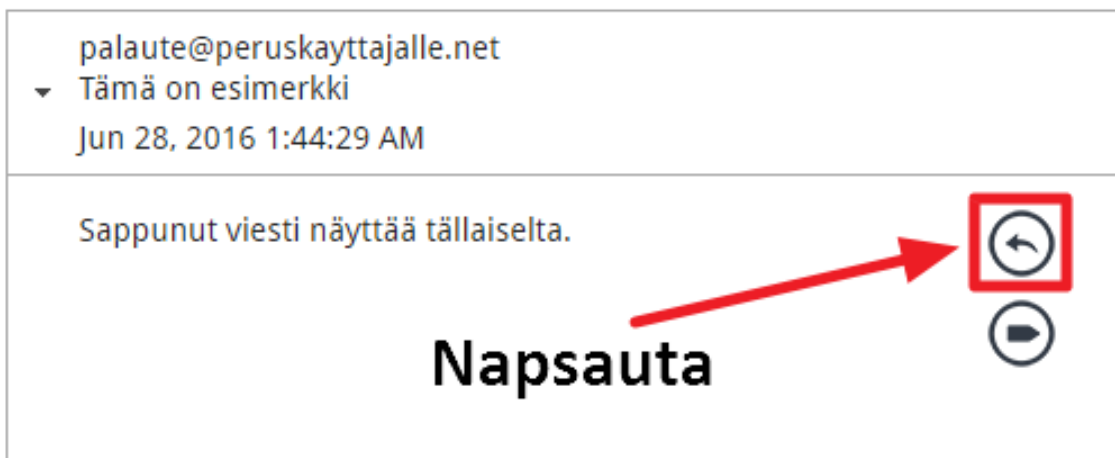 palaute@peruskayttajalle.net
Tämä on esimerkki
Jun 28, 2016 1:44:29 AM
Sappunut viesti näyttää tällaiselta.
Napsauta